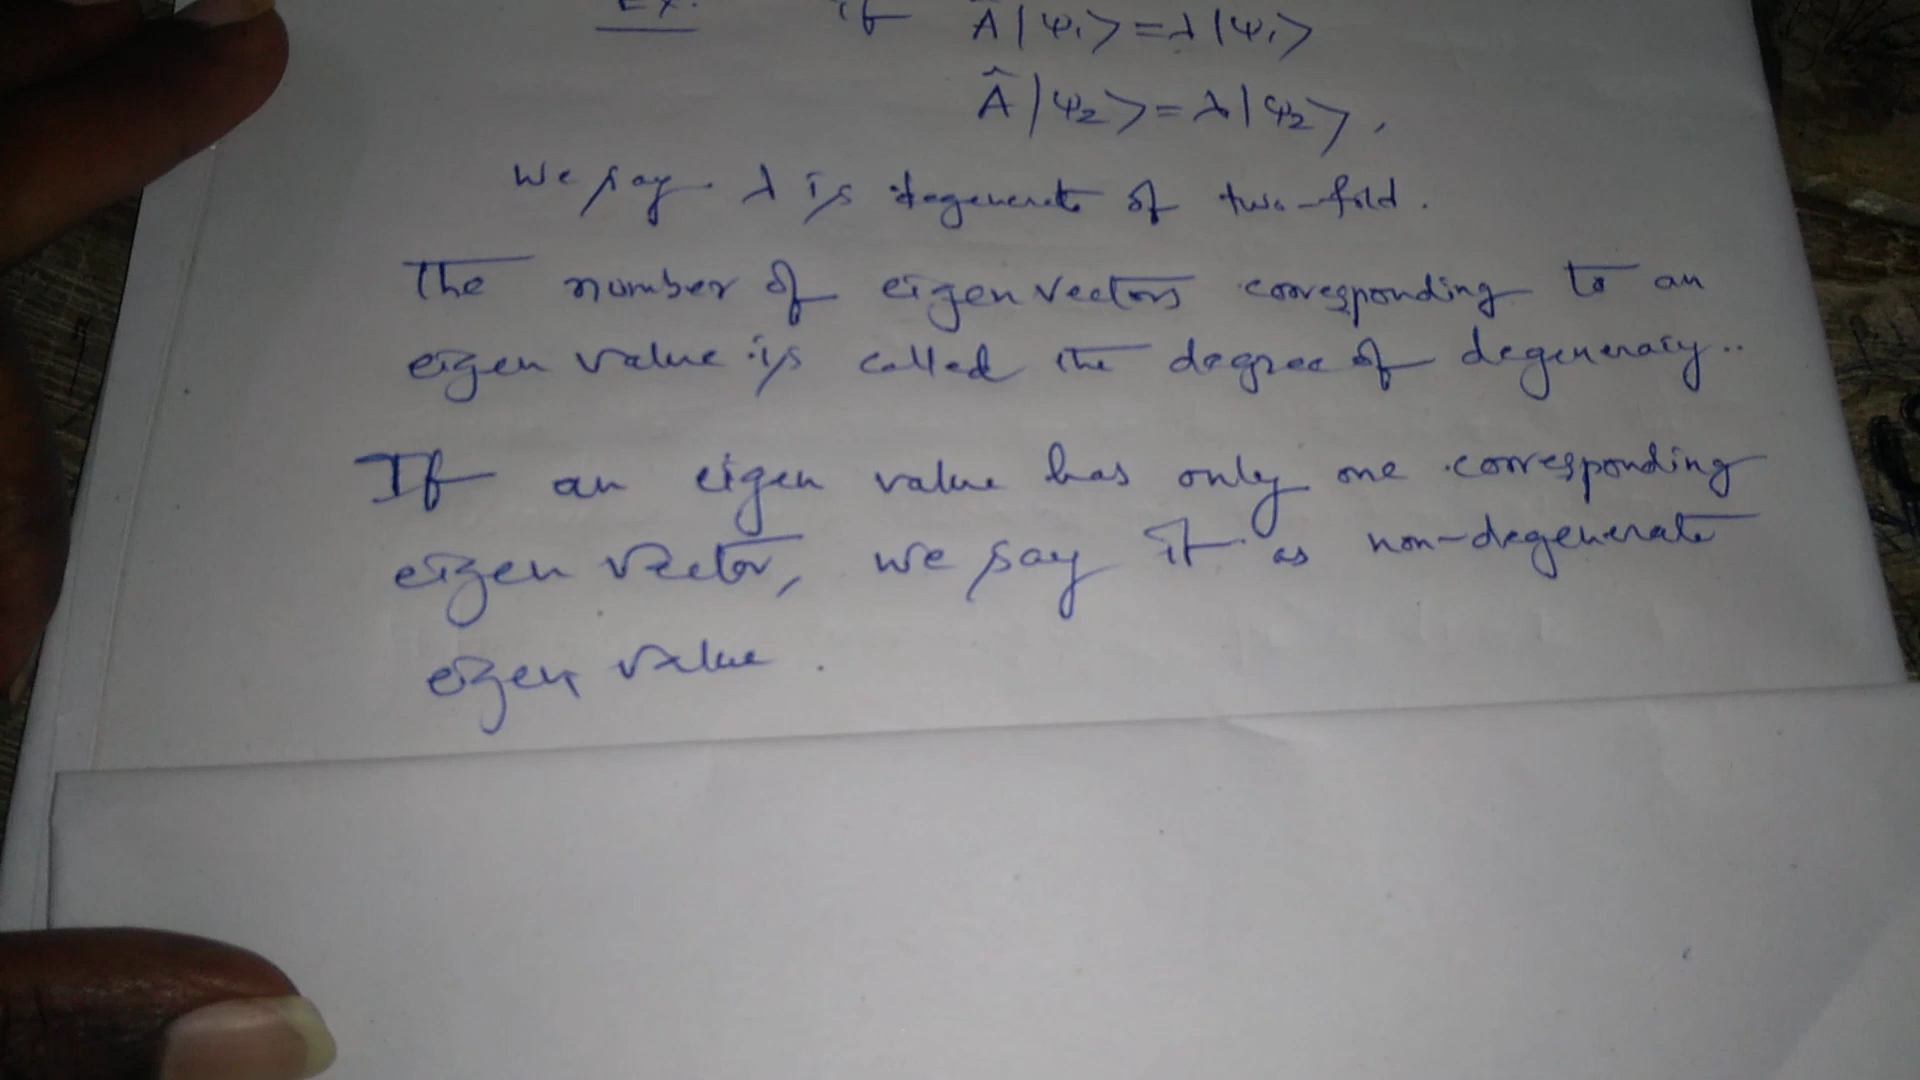 Ex. if Â|ψ₁> = λ|ψ₁>
Â|ψ₂> = λ|ψ₂>,
We say λ is degenerate of two-fold.
The number of eigen vectors corresponding to an
eigen value is called the degree of degeneracy..
If an eigen value has only one corresponding
eigen vector, we say it as non-degenerate
eigen value.